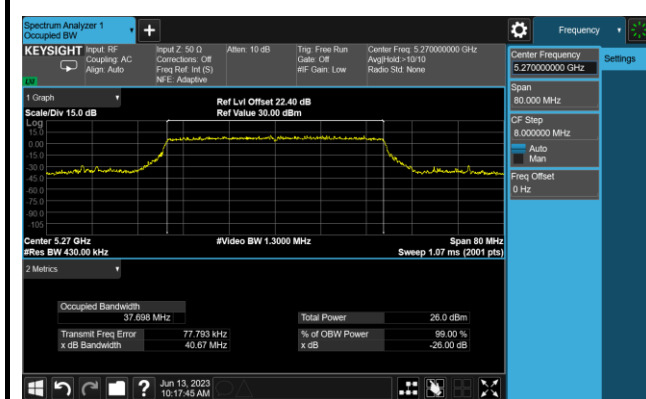 Spectrum Analyzer 1
Occupied BW
+
Frequency
KEYSIGHT
Input: RF
Coupling: AC
Align: Auto
Input Z: 50 Ω
Corrections: Off
Freq Ref: Int (S)
NFE: Adaptive
Atten: 10 dB
Trig: Free Run
Gate: Off
#IF Gain: Low
Center Freq: 5.270000000 GHz
Avg|Hold:>10/10
Radio Std: None
Center Frequency
5.270000000 GHz
Settings
Span
80.000 MHz
CF Step
8.000000 MHz
Auto
Man
Freq Offset
0 Hz
1 Graph
Scale/Div 15.0 dB
Ref Lvl Offset 22.40 dB
Ref Value 30.00 dBm
Log
15.0
0.00
-15.0
-30.0
-45.0
-60.0
-75.0
-90.0
-105
Center 5.27 GHz
#Res BW 430.00 kHz
#Video BW 1.3000 MHz
Span 80 MHz
Sweep 1.07 ms (2001 pts)
2 Metrics
Occupied Bandwidth
37.698 MHz
Transmit Freq Error 77.793 kHz
x dB Bandwidth 40.67 MHz
Total Power 26.0 dBm
% of OBW Power 99.00 %
x dB -26.00 dB
?
Jun 13, 2023
10:17:45 AM